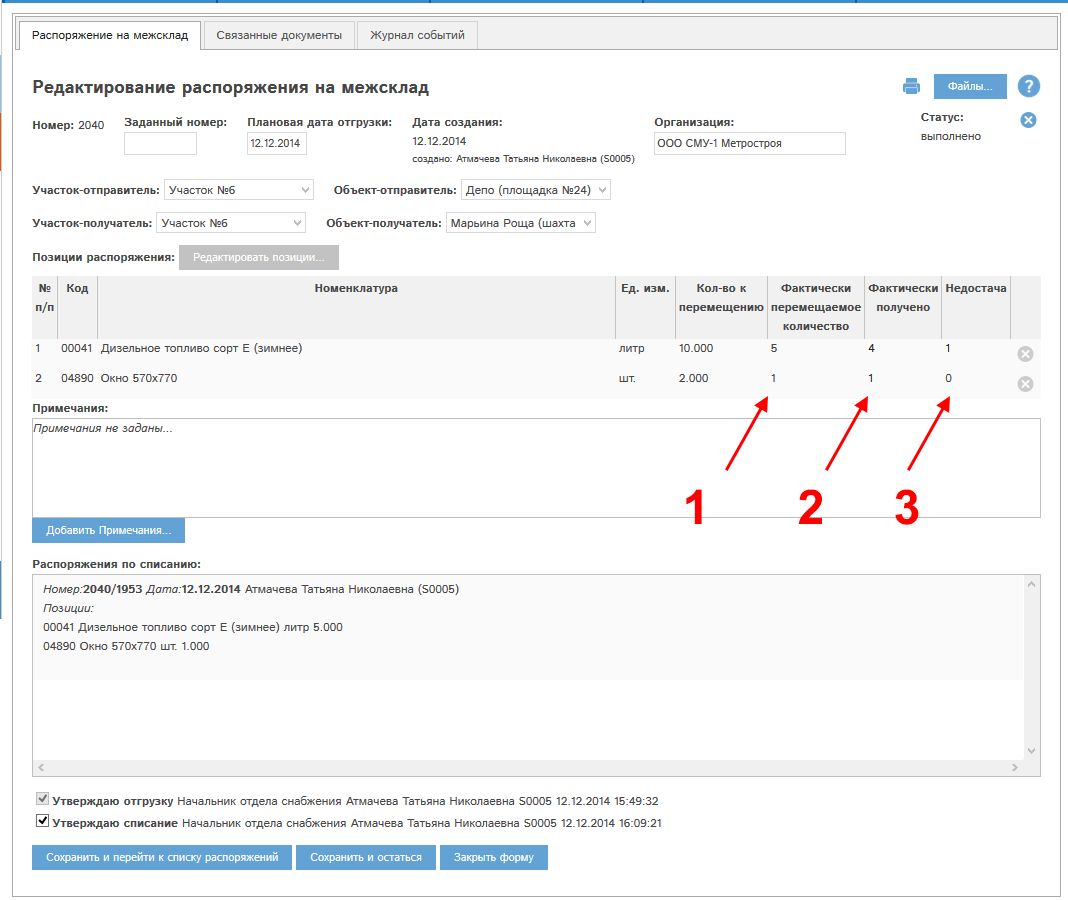 Распоряжение на межсклад Связанные документы Журнал событий
Редактирование распоряжения на межсклад Файлы... ?
Номер: 2040 Заданный номер: Плановая дата отгрузки: Дата создания: Организация: Статус:
12.12.2014 12.12.2014 ООО СМУ-1 Метростроя выполнено
создано: Атмачева Татьяна Николаевна (S0005)
Участок-отправитель: Участок №6 Объект-отправитель: Депо (площадка №24)
Участок-получатель: Участок №6 Объект-получатель: Марьина Роща (шахта
Позиции распоряжения: Редактировать позиции...
№ Код Номенклатура Ед. изм. Кол-во к Фактически Фактически Недостача
п/п перемещению перемещаемое получено
количество
1 00041 Дизельное топливо сорт Е (зимнее) литр 10.000 5 4 1
2 04890 Окно 570x770 шт. 2.000 1 1 0
Примечания:
Примечания не заданы...
1 2 3
Добавить Примечания...
Распоряжения по списанию:
Номер:2040/1953 Дата:12.12.2014 Атмачева Татьяна Николаевна (S0005)
Позиции:
00041 Дизельное топливо сорт Е (зимнее) литр 5.000
04890 Окно 570x770 шт. 1.000
Утверждаю отгрузку Начальник отдела снабжения Атмачева Татьяна Николаевна S0005 12.12.2014 15:49:32
Утверждаю списание Начальник отдела снабжения Атмачева Татьяна Николаевна S0005 12.12.2014 16:09:21
Сохранить и перейти к списку распоряжений Сохранить и остаться Закрыть форму